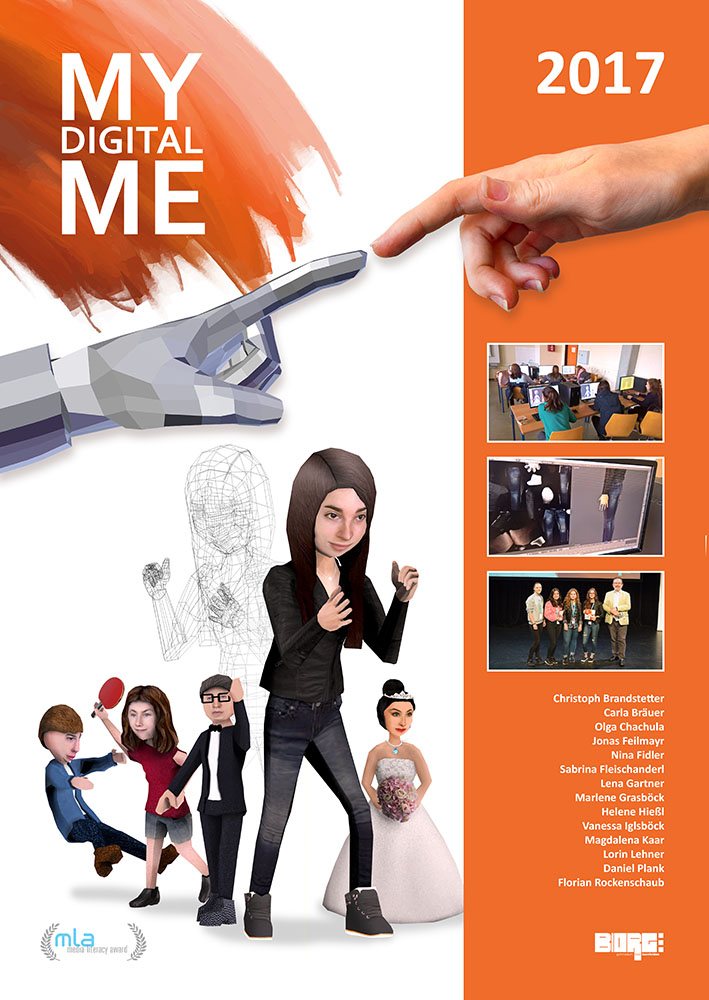 MY
DIGITAL
ME
2017
Christoph Brandstetter
Carla Bräuer
Olga Chachula
Jonas Feilmayr
Nina Fidler
Sabrina Fleischanderl
Lena Gartner
Marlene Grasböck
Helene Hießl
Vanessa Iglsböck
Magdalena Kaar
Lorin Lehner
Daniel Plank
Florian Rockenschaub
mla
media literacy award
BORG